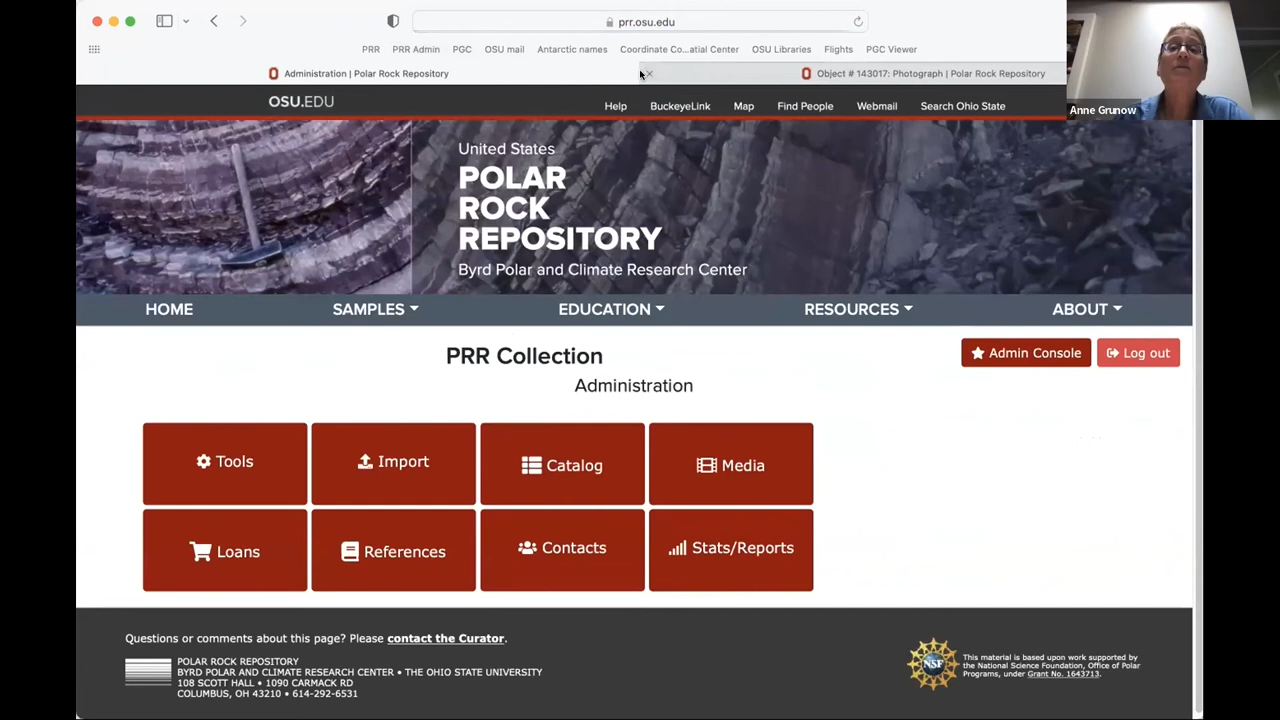 prr.osu.edu
PRR PRR Admin PGC OSU mail Antarctic names Coordinate Co...atial Center OSU Libraries Flights PGC Viewer
Administration | Polar Rock Repository
Object # 143017: Photograph | Polar Rock Repository
Anne Grunow
OSU.EDU
Help BuckeyeLink Map Find People Webmail Search Ohio State
United States
POLAR
ROCK
REPOSITORY
Byrd Polar and Climate Research Center
HOME SAMPLES EDUCATION RESOURCES ABOUT
PRR Collection
Admin Console Log out
Administration
Tools Import Catalog Media
Loans References Contacts Stats/Reports
Questions or comments about this page? Please contact the Curator.
POLAR ROCK REPOSITORY
BYRD POLAR AND CLIMATE RESEARCH CENTER • THE OHIO STATE UNIVERSITY
108 SCOTT HALL • 1090 CARMACK RD
COLUMBUS, OH 43210 • 614-292-6531
NSF
This material is based upon work supported by
the National Science Foundation, Office of Polar
Programs, under Grant No. 1643713.